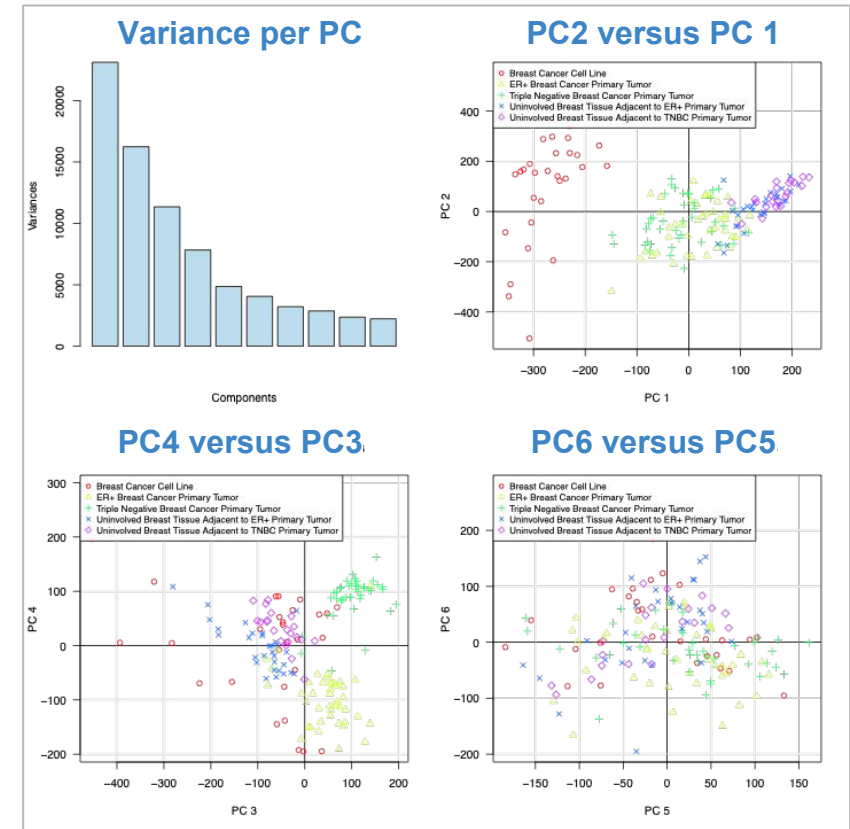 Variance per PC
Variances
0
5000
10000
15000
20000
Components
PC2 versus PC 1
Breast Cancer Cell Line
ER+ Breast Cancer Primary Tumor
Triple Negative Breast Cancer Primary Tumor
Uninvolved Breast Tissue Adjacent to ER+ Primary Tumor
Uninvolved Breast Tissue Adjacent to TNBC Primary Tumor
PC 2
400
200
0
−200
−400
−300 −200 −100 0 100 200
PC 1
PC4 versus PC3
Breast Cancer Cell Line
ER+ Breast Cancer Primary Tumor
Triple Negative Breast Cancer Primary Tumor
Uninvolved Breast Tissue Adjacent to ER+ Primary Tumor
Uninvolved Breast Tissue Adjacent to TNBC Primary Tumor
PC 4
300
200
100
0
−100
−200
−400 −300 −200 −100 0 100 200
PC 3
PC6 versus PC5
Breast Cancer Cell Line
ER+ Breast Cancer Primary Tumor
Triple Negative Breast Cancer Primary Tumor
Uninvolved Breast Tissue Adjacent to ER+ Primary Tumor
Uninvolved Breast Tissue Adjacent to TNBC Primary Tumor
PC 6
200
100
0
−100
−200
−150 −100 −50 0 50 100 150
PC 5